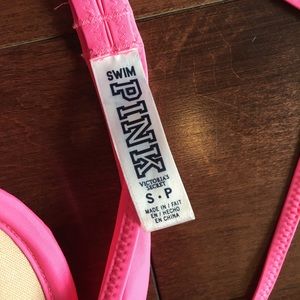 SWIM
PINK
VICTORIA'S
SECRET
S • P
MADE IN / FAIT
EN / HECHO
EN CHINA